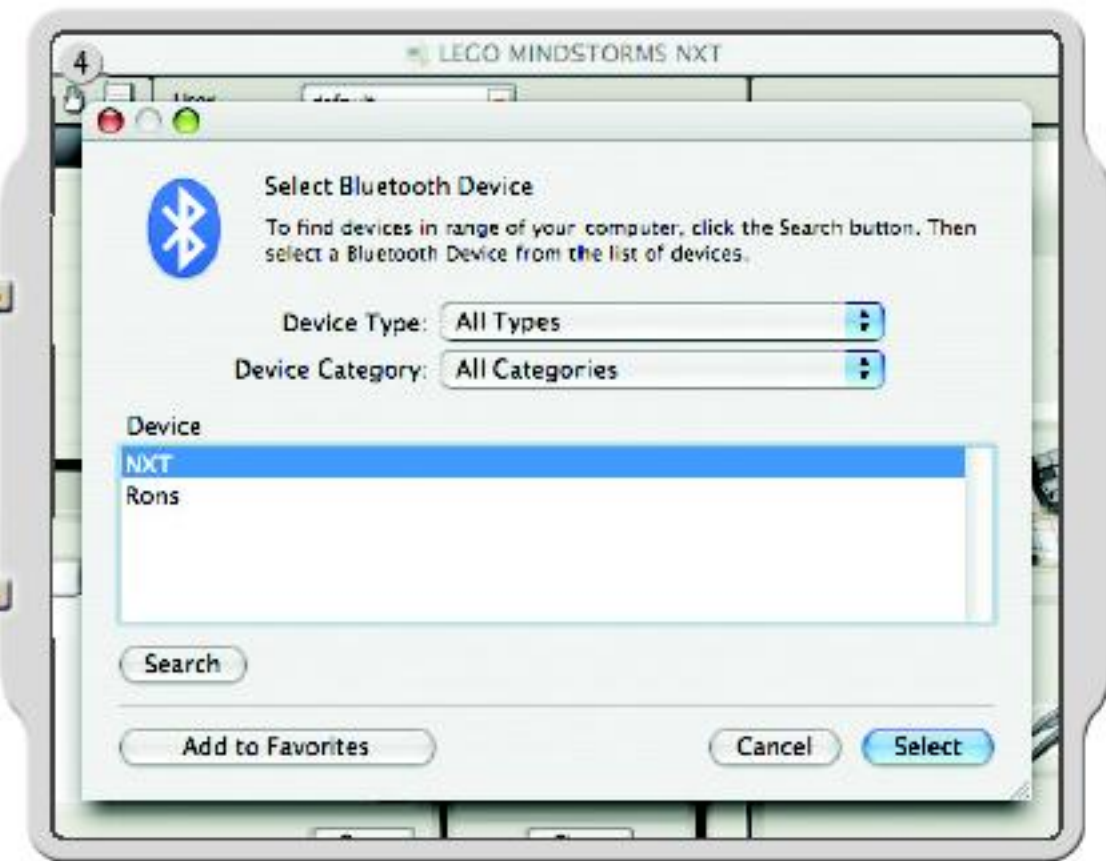 4
LEGO MINDSTORMS NXT
User
default
Select Bluetooth Device
To find devices in range of your computer, click the Search button. Then
select a Bluetooth Device from the list of devices.
Device Type: All Types
Device Category: All Categories
Device
NXT
Rons
Search
Add to Favorites Cancel Select